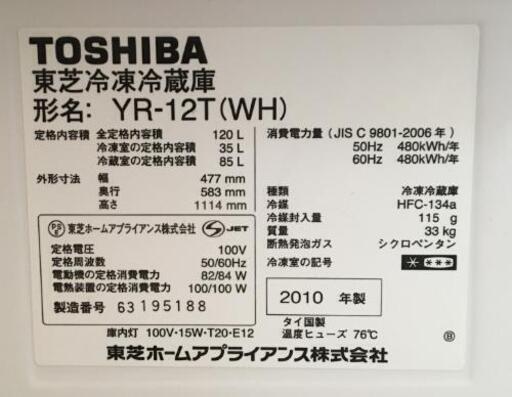 TOSHIBA
東芝冷凍冷蔵庫
形名: YR-12T(WH)
定格内容積 全定格内容積 120 L
冷凍室の定格内容積 35 L
冷蔵室の定格内容積 85 L
外形寸法 幅 477 mm
奥行 583 mm
高さ 1114 mm
PSE 東芝ホームアプライアンス株式会社 JET
定格電圧 100V
定格周波数 50/60Hz
電動機の定格消費電力 82/84 W
電熱装置の定格消費電力 100/100 W
製造番号 63195188
消費電力量 (JIS C 9801-2006 年)
50Hz 480kWh/年
60Hz 480kWh/年
種類 冷凍冷蔵庫
冷媒 HFC-134a
冷媒封入量 115 g
質量 33 kg
断熱発泡ガス シクロペンタン
冷凍室の記号 * ***
2010 年製
タイ国製
庫内灯 100V・15W・T20・E12 温度ヒューズ 76℃ Ⓑ
東芝ホームアプライアンス株式会社